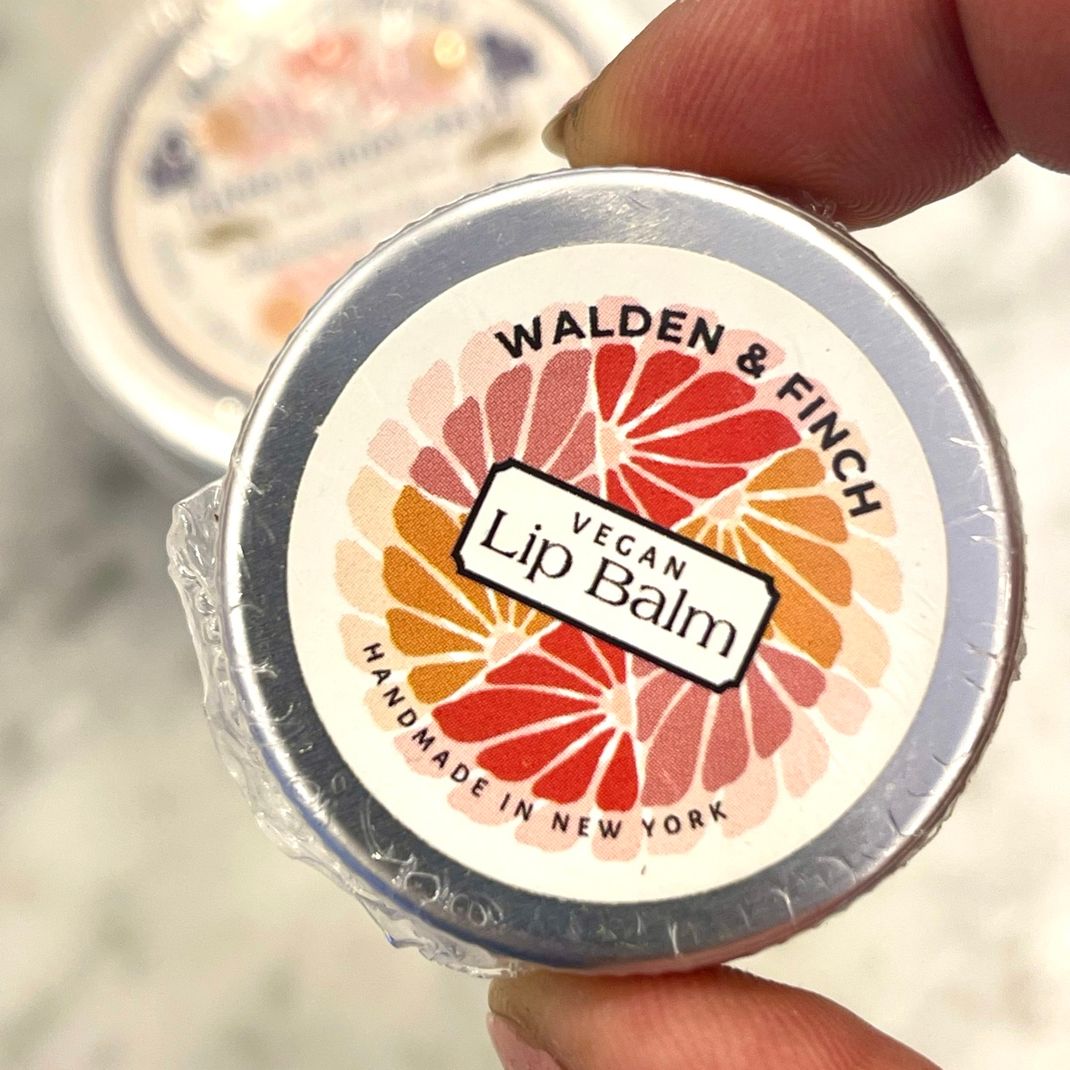 WALDEN & FINCH
VEGAN
Lip Balm
HANDMADE IN NEW YORK